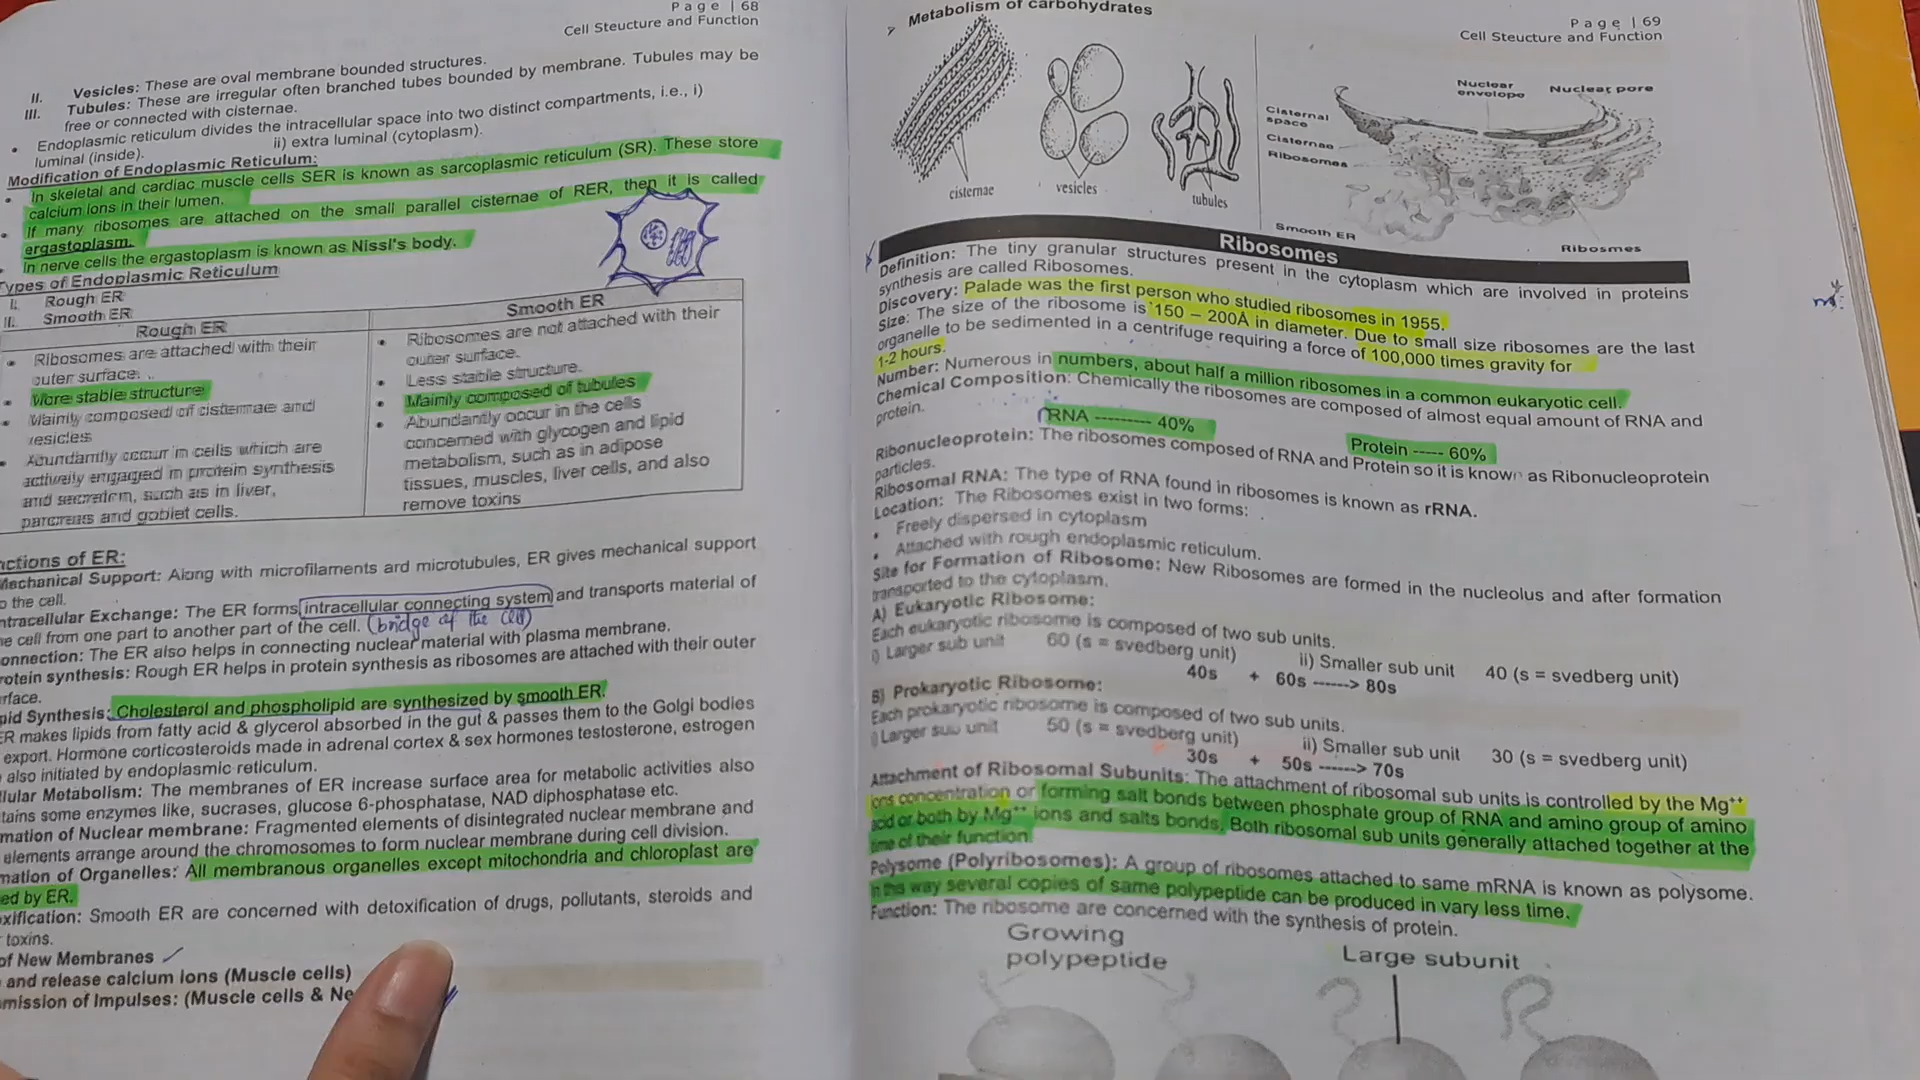 Page | 68
Cell Steucture and Function
II. Vesicles: These are oval membrane bounded structures.
III. Tubules: These are irregular often branched tubes bounded by membrane. Tubules may be
free or connected with cisternae.
• Endoplasmic reticulum divides the intracellular space into two distinct compartments, i.e., i)
luminal (inside). ii) extra luminal (cytoplasm).
Modification of Endoplasmic Reticulum:
• In skeletal and cardiac muscle cells SER is known as sarcoplasmic reticulum (SR). These store
calcium ions in their lumen.
• If many ribosomes are attached on the small parallel cisternae of RER, then it is called
ergastoplasm.
• In nerve cells the ergastoplasm is known as Nissl's body.
Types of Endoplasmic Reticulum
I. Rough ER
II. Smooth ER
Rough ER
• Ribosomes are attached with their
outer surface.
• More stable structure
• Mainly composed of cisternae and
vesicles
• Abundantly occur in cells which are
actively engaged in protein synthesis
and secretion, such as in liver,
pancreas and goblet cells.
Smooth ER
• Ribosomes are not attached with their
outer surface.
• Less stable structure.
• Mainly composed of tubules
• Abundantly occur in the cells
concerned with glycogen and lipid
metabolism, such as in adipose
tissues, muscles, liver cells, and also
remove toxins
nctions of ER:
Mechanical Support: Along with microfilaments and microtubules, ER gives mechanical support
o the cell.
ntracellular Exchange: The ER forms intracellular connecting system and transports material of
e cell from one part to another part of the cell. (bridge of the cell)
onnection: The ER also helps in connecting nuclear material with plasma membrane.
rotein synthesis: Rough ER helps in protein synthesis as ribosomes are attached with their outer
rface.
pid Synthesis: Cholesterol and phospholipid are synthesized by smooth ER.
ER makes lipids from fatty acid & glycerol absorbed in the gut & passes them to the Golgi bodies
export. Hormone corticosteroids made in adrenal cortex & sex hormones testosterone, estrogen
also initiated by endoplasmic reticulum.
llular Metabolism: The membranes of ER increase surface area for metabolic activities also
tains some enzymes like, sucrases, glucose 6-phosphatase, NAD diphosphatase etc.
mation of Nuclear membrane: Fragmented elements of disintegrated nuclear membrane and
elements arrange around the chromosomes to form nuclear membrane during cell division.
mation of Organelles: All membranous organelles except mitochondria and chloroplast are
ed by ER.
xification: Smooth ER are concerned with detoxification of drugs, pollutants, steroids and
toxins.
of New Membranes
and release calcium ions (Muscle cells)
mission of Impulses: (Muscle cells & Ne
Metabolism of carbohydrates
Page | 69
Cell Steucture and Function
cisternae
vesicles
tubules
Nuclear
envelope
Nuclear pore
Cisternal
space
Cisternae
Ribosomes
Smooth ER
Ribosmes
Ribosomes
Definition: The tiny granular structures present in the cytoplasm which are involved in proteins
synthesis are called Ribosomes.
Discovery: Palade was the first person who studied ribosomes in 1955.
Size: The size of the ribosome is 150 – 200Å in diameter. Due to small size ribosomes are the last
organelle to be sedimented in a centrifuge requiring a force of 100,000 times gravity for
1-2 hours.
Number: Numerous in numbers, about half a million ribosomes in a common eukaryotic cell.
Chemical Composition: Chemically the ribosomes are composed of almost equal amount of RNA and
protein.
RNA --------- 40% Protein ----- 60%
Ribonucleoprotein: The ribosomes composed of RNA and Protein so it is known as Ribonucleoprotein
particles.
Ribosomal RNA: The type of RNA found in ribosomes is known as rRNA.
Location: The Ribosomes exist in two forms:
• Freely dispersed in cytoplasm
• Attached with rough endoplasmic reticulum.
Site for Formation of Ribosome: New Ribosomes are formed in the nucleolus and after formation
transported to the cytoplasm.
A) Eukaryotic Ribosome:
Each eukaryotic ribosome is composed of two sub units.
i) Larger sub unit 60 (s = svedberg unit) ii) Smaller sub unit 40 (s = svedberg unit)
40s + 60s ------> 80s
B) Prokaryotic Ribosome:
Each prokaryotic ribosome is composed of two sub units.
i) Larger sub unit 50 (s = svedberg unit) ii) Smaller sub unit 30 (s = svedberg unit)
30s + 50s ------> 70s
Attachment of Ribosomal Subunits: The attachment of ribosomal sub units is controlled by the Mg⁺⁺
ions concentration or forming salt bonds between phosphate group of RNA and amino group of amino
acid or both by Mg⁺⁺ ions and salts bonds. Both ribosomal sub units generally attached together at the
time of their function.
Polysome (Polyribosomes): A group of ribosomes attached to same mRNA is known as polysome.
In this way several copies of same polypeptide can be produced in vary less time.
Function: The ribosome are concerned with the synthesis of protein.
Growing
polypeptide
Large subunit